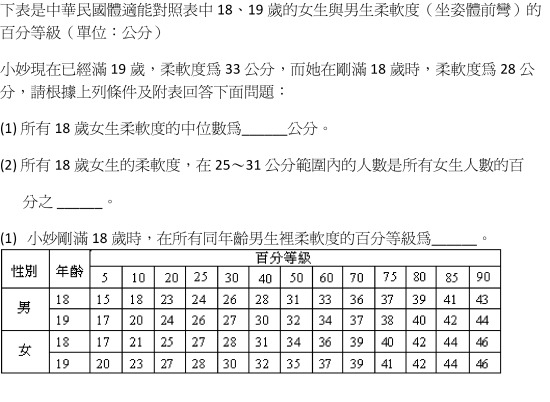 下表是中華民國體適能對照表中 18、19 歲的女生與男生柔軟度（坐姿體前彎）的
百分等級（單位：公分）
小妙現在已經滿 19 歲，柔軟度為 33 公分，而她在剛滿 18 歲時，柔軟度爲 28 公
分，請根據上列條件及附表回答下面問題：
(1) 所有 18 歲女生柔軟度的中位數爲______公分。
(2) 所有 18 歲女生的柔軟度，在 25～31 公分範圍內的人數是所有女生人數的百
分之 ______。
(1) 小妙剛滿 18 歲時，在所有同年齡男生裡柔軟度的百分等級爲______。
性別 年齡 百分等級
5 10 20 25 30 40 50 60 70 75 80 85 90
男 18 15 18 23 24 26 28 31 33 36 37 39 41 43
19 17 20 24 26 27 30 32 34 37 38 40 42 44
女 18 17 21 25 27 28 31 34 36 39 40 42 44 46
19 20 23 27 28 30 32 35 37 39 41 42 44 46